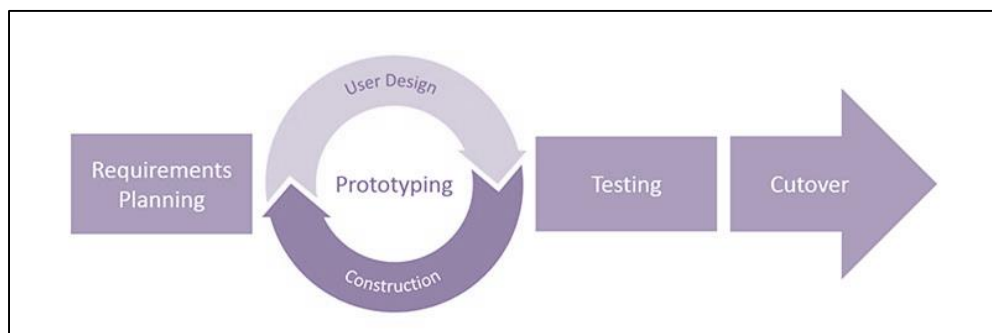 Requirements
Planning
User Design
Prototyping
Construction
Testing
Cutover